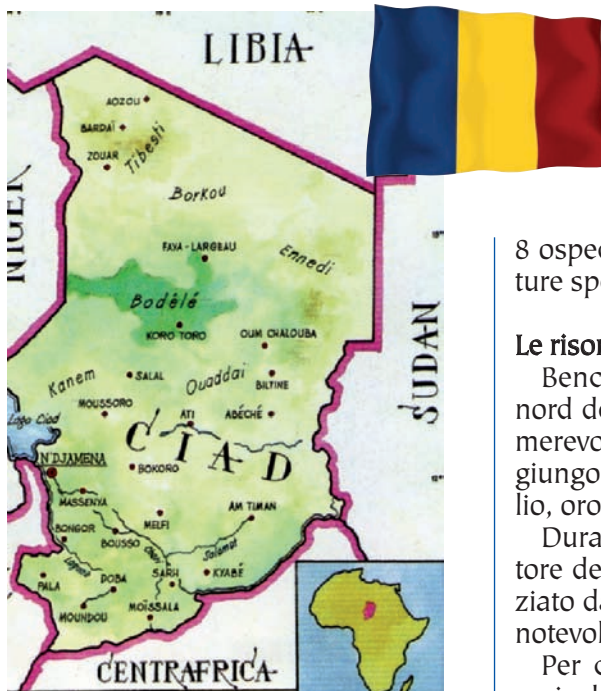 LIBIA
AOZOU
BARDAÏ
Tibesti
ZOUAR
NIGER
Borkou
FAYA-LARGEAU
Ennedi
Bodélé
KORO TORO
OUM CHALOUBA
SUDAN
Kanem
SALAL
Ouaddaï
BILTINE
MOUSSORO
ATI
ABÉCHÉ
Lago Ciad
CIAD
N'DJAMENA
BOKORO
MASSENYA
MELFI
AM TIMAN
BONGOR
BOUSSO
Salamat
KYABÉ
PALA
DOBA
SARH
MOUNDOU
MOÏSSALA
CENTRAFRICA
8 osped
ture spe
Le risor
Benc
nord de
merevo
giungo
lio, oro
Dura
tore de
ziato da
notevol
Per c